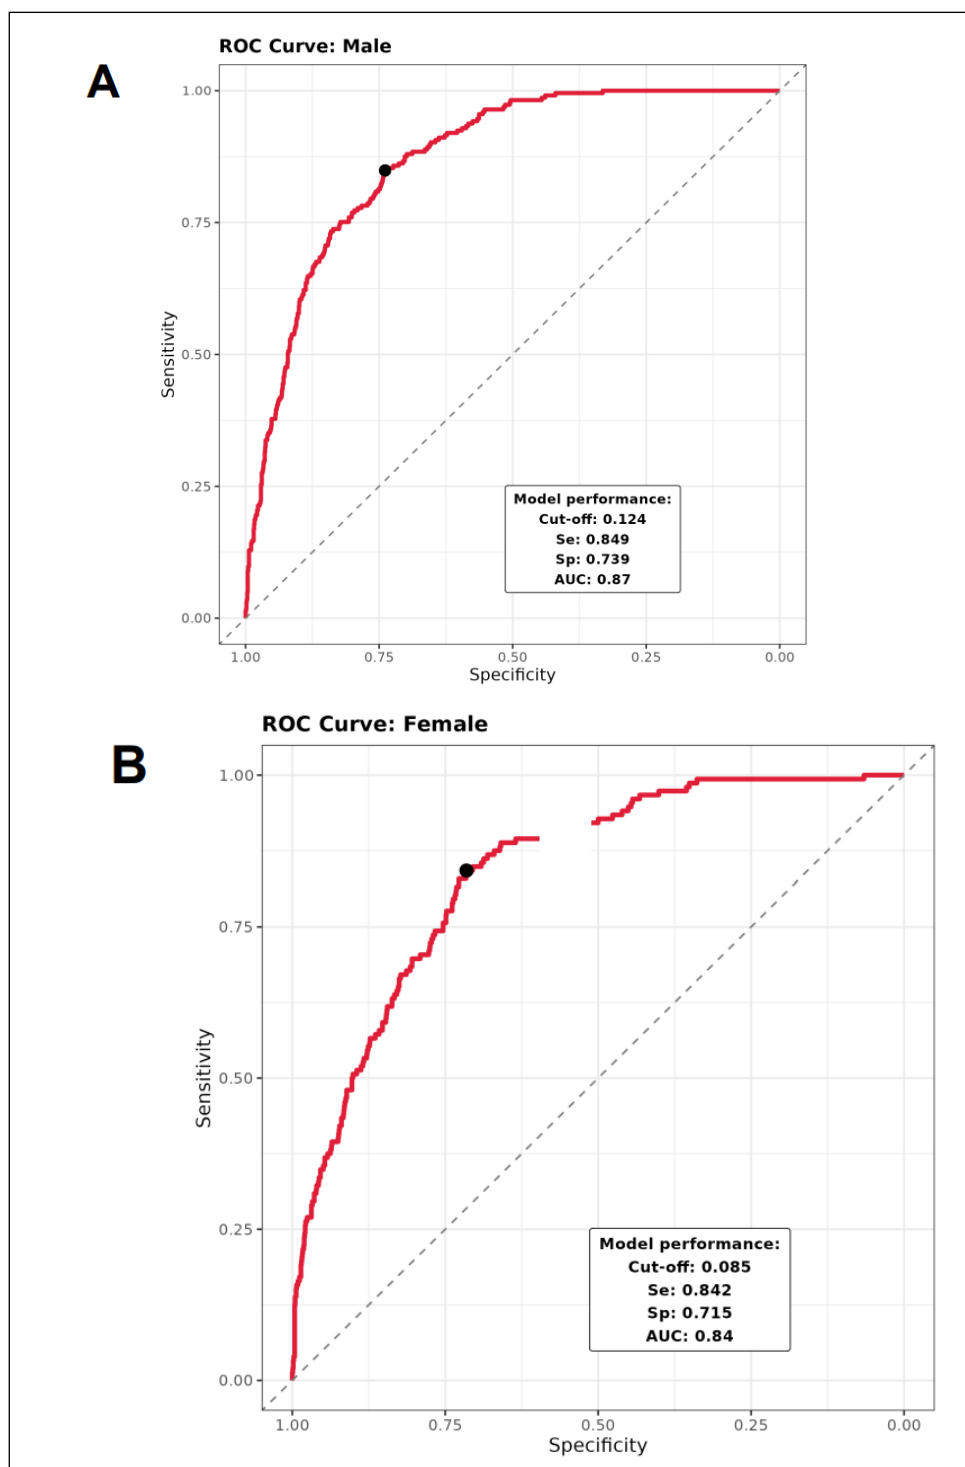 ROC Curve: Male
A
1.00
0.75
0.50
0.25
0.00
Sensitivity
Model performance:
Cut-off: 0.124
Se: 0.849
Sp: 0.739
AUC: 0.87
1.00 0.75 0.50 0.25 0.00
Specificity
ROC Curve: Female
B
1.00
0.75
0.50
0.25
0.00
Sensitivity
Model performance:
Cut-off: 0.085
Se: 0.842
Sp: 0.715
AUC: 0.84
1.00 0.75 0.50 0.25 0.00
Specificity